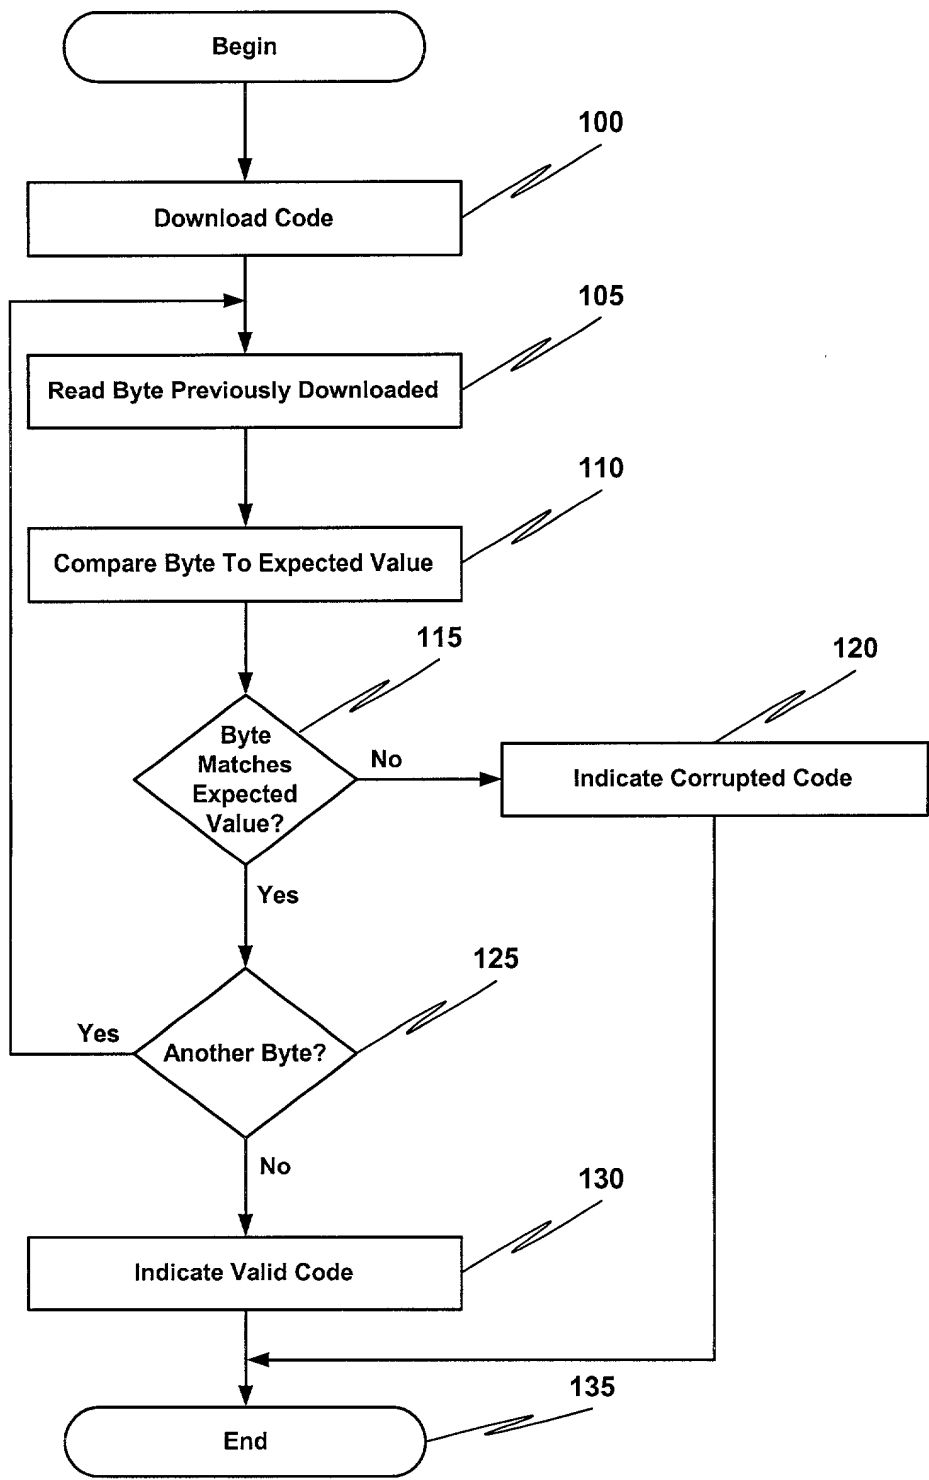 Begin
100
Download Code
105
Read Byte Previously Downloaded
110
Compare Byte To Expected Value
115
120
Byte
Matches
Expected
Value?
No
Indicate Corrupted Code
Yes
125
Yes
Another Byte?
No
130
Indicate Valid Code
135
End